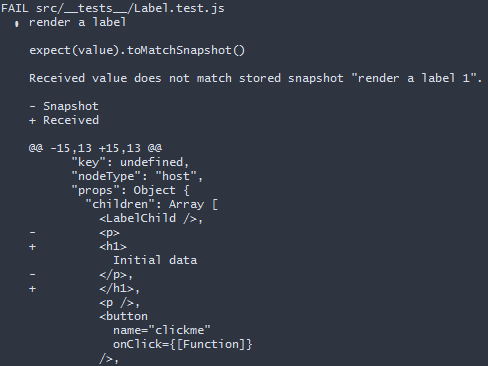 FAIL src/__tests__/Label.test.js
• render a label
expect(value).toMatchSnapshot()
Received value does not match stored snapshot "render a label 1".
- Snapshot
+ Received
@@ -15,13 +15,13 @@
"key": undefined,
"nodeType": "host",
"props": Object {
"children": Array [
<LabelChild />,
- <p>
+ <h1>
Initial data
- </p>,
+ </h1>,
<p />,
<button
name="clickme"
onClick={[Function]}
/>,